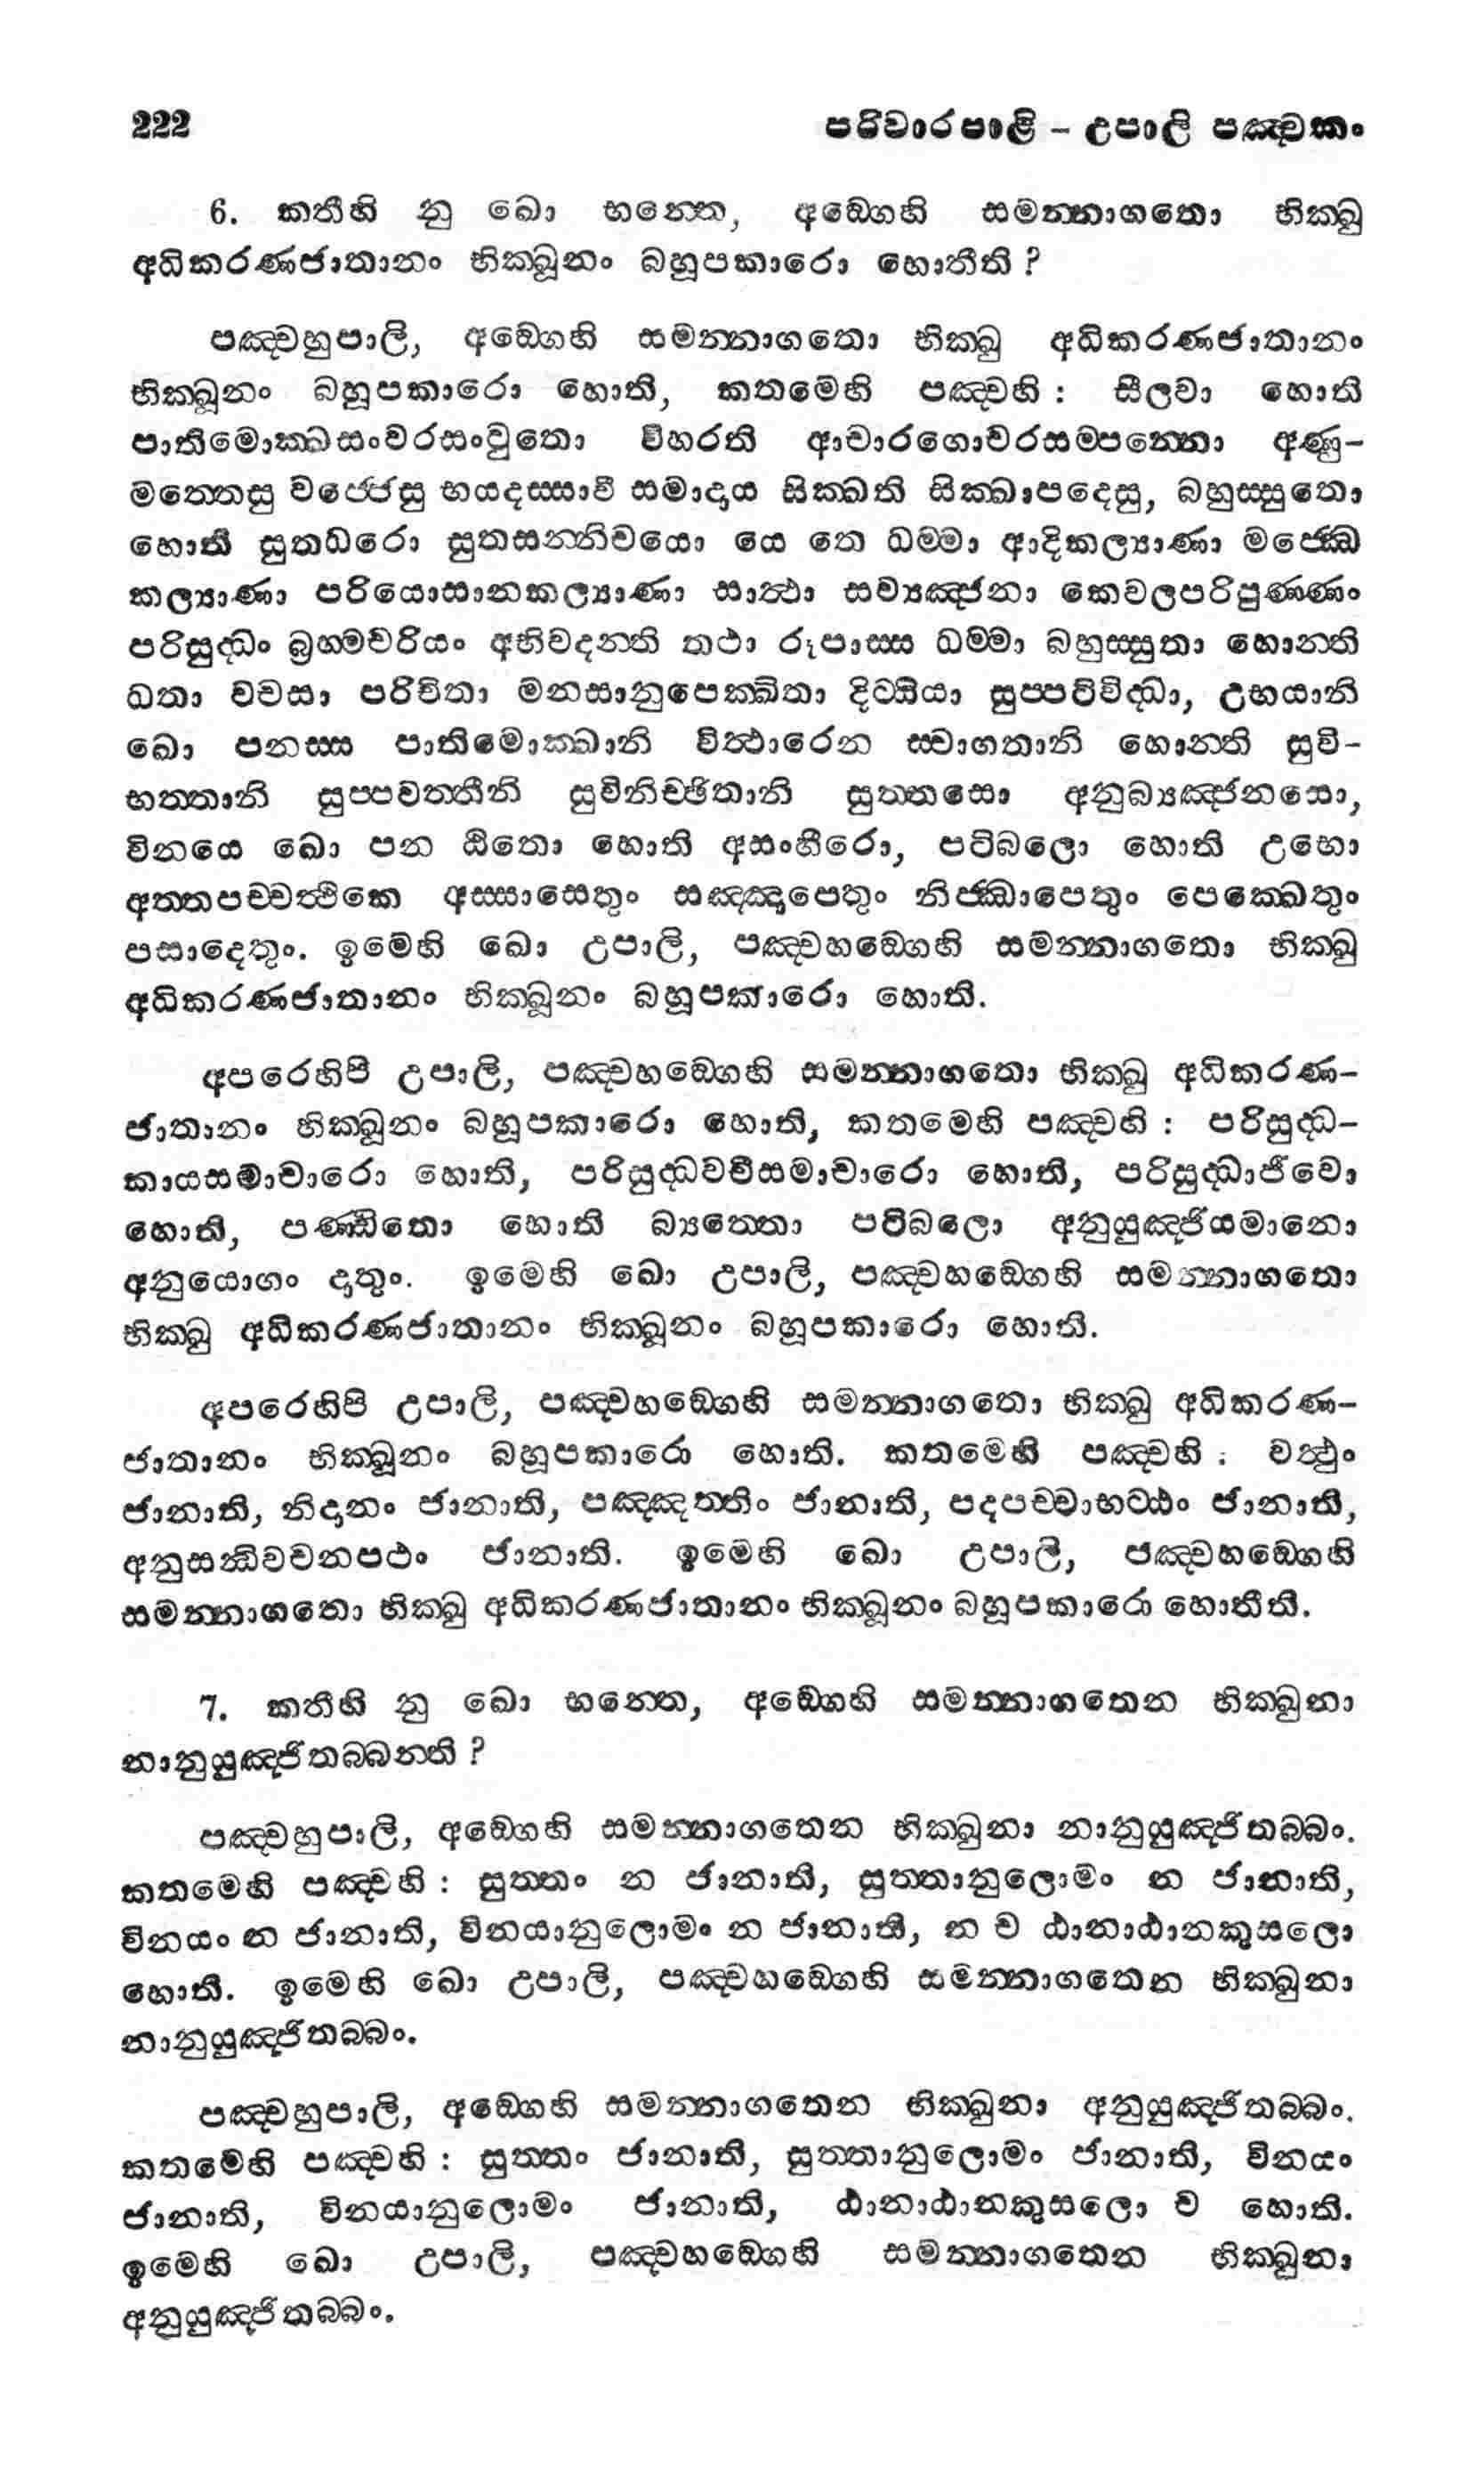 222 පරිවාරපාළි – උපාලි පඤ්චකං
6. කතීහි නු ඛො භන්තෙ, අඞ්ගෙහි සමන්නාගතො භික්ඛු
අධිකරණජාතානං භික්ඛූනං බහූපකාරො හොතීති ?
පඤ්චහුපාලි, අඞ්ගෙහි සමන්නාගතො භික්ඛු අධිකරණජාතානං
භික්ඛූනං බහූපකාරො හොති, කතමෙහි පඤ්චහි : සීලවා හොති
පාතිමොක්ඛසංවරසංවුතො විහරති ආචාරගොචරසම්පන්නො අණු-
මත්තෙසු වජ්ජෙසු භයදස්සාවී සමාදාය සික්ඛති සික්ඛාපදෙසු, බහුස්සුතො
හොති සුතධරො සුතසන්නිචයො යෙ තෙ ධම්මා ආදිකල්‍යාණා මජ්ඣෙ
කල්‍යාණා පරියොසානකල්‍යාණා සාත්ථා සව්‍යඤ්ජනා කෙවලපරිපුණ්ණං
පරිසුද්ධං බ්‍රහ්මචරියං අභිවදන්ති තථා රූපාස්ස ධම්මා බහුස්සුතා හොන්ති
ධතා වචසා පරිචිතා මනසානුපෙක්ඛිතා දිට්ඨියා සුප්පටිවිද්ධා, උභයානි
ඛො පනස්ස පාතිමොක්ඛානි විත්ථාරෙන ස්වාගතානි හොන්ති සුවි-
භත්තානි සුප්පවත්තීනි සුවිනිච්ඡිතානි සුත්තසො අනුබ්‍යඤ්ජනසො,
විනයෙ ඛො පන ඨිතො හොති අසංහීරො, පටිබලො හොති උභො
අත්තපච්චත්ථිකෙ අස්සාසෙතුං සඤ්ඤාපෙතුං නිජ්ඣාපෙතුං පෙක්ඛෙතුං
පසාදෙතුං. ඉමෙහි ඛො උපාලි, පඤ්චහඞ්ගෙහි සමන්නාගතො භික්ඛු
අධිකරණජාතානං භික්ඛූනං බහූපකාරො හොති.
අපරෙහිපි උපාලි, පඤ්චහඞ්ගෙහි සමන්නාගතො භික්ඛු අධිකරණ-
ජාතානං භික්ඛූනං බහූපකාරො හොති, කතමෙහි පඤ්චහි : පරිසුද්ධ-
කායසමාචාරො හොති, පරිසුද්ධවචීසමාචාරො හොති, පරිසුද්ධාජීවො
හොති, පණ්ඩිතො හොති බ්‍යත්තො පටිබලො අනුයුඤ්ජියමානො
අනුයොගං දාතුං. ඉමෙහි ඛො උපාලි, පඤ්චහඞ්ගෙහි සමන්නාගතො
භික්ඛු අධිකරණජාතානං භික්ඛූනං බහූපකාරො හොති.
අපරෙහිපි උපාලි, පඤ්චහඞ්ගෙහි සමන්නාගතො භික්ඛු අධිකරණ-
ජාතානං භික්ඛූනං බහූපකාරො හොති. කතමෙහි පඤ්චහි : වත්ථුං
ජානාති, නිදානං ජානාති, පඤ්ඤත්තිං ජානාති, පදපච්චාභට්ඨං ජානාති,
අනුසන්ධිවචනපථං ජානාති. ඉමෙහි ඛො උපාලි, පඤ්චහඞ්ගෙහි
සමන්නාගතො භික්ඛු අධිකරණජාතානං භික්ඛූනං බහූපකාරො හොතීති.
7. කතීහි නු ඛො භන්තෙ, අඞ්ගෙහි සමන්නාගතෙන භික්ඛුනා
නානුයුඤ්ජිතබ්බන්ති ?
පඤ්චහුපාලි, අඞ්ගෙහි සමන්නාගතෙන භික්ඛුනා නානුයුඤ්ජිතබ්බං.
කතමෙහි පඤ්චහි : සුත්තං න ජානාති, සුත්තානුලොමං න ජානාති,
විනයං න ජානාති, විනයානුලොමං න ජානාති, න ච ඨානාඨානකුසලො
හොති. ඉමෙහි ඛො උපාලි, පඤ්චහඞ්ගෙහි සමන්නාගතෙන භික්ඛුනා
නානුයුඤ්ජිතබ්බං.
පඤ්චහුපාලි, අඞ්ගෙහි සමන්නාගතෙන භික්ඛුනා අනුයුඤ්ජිතබ්බං.
කතමෙහි පඤ්චහි : සුත්තං ජානාති, සුත්තානුලොමං ජානාති, විනයං
ජානාති, විනයානුලොමං ජානාති, ඨානාඨානකුසලො ච හොති.
ඉමෙහි ඛො උපාලි, පඤ්චහඞ්ගෙහි සමන්නාගතෙන භික්ඛුනා
අනුයුඤ්ජිතබ්බං.